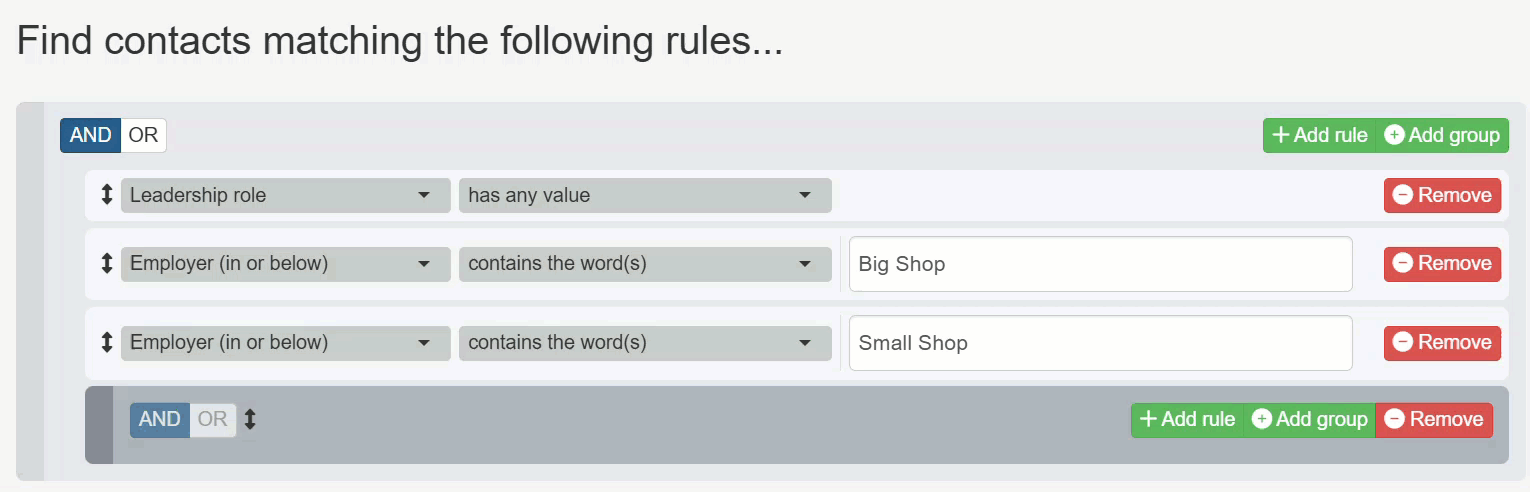 Find contacts matching the following rules...
AND OR Add rule Add group
Leadership role has any value Remove
Employer (in or below) contains the word(s) Big Shop Remove
Employer (in or below) contains the word(s) Small Shop Remove
AND OR Add rule Add group Remove